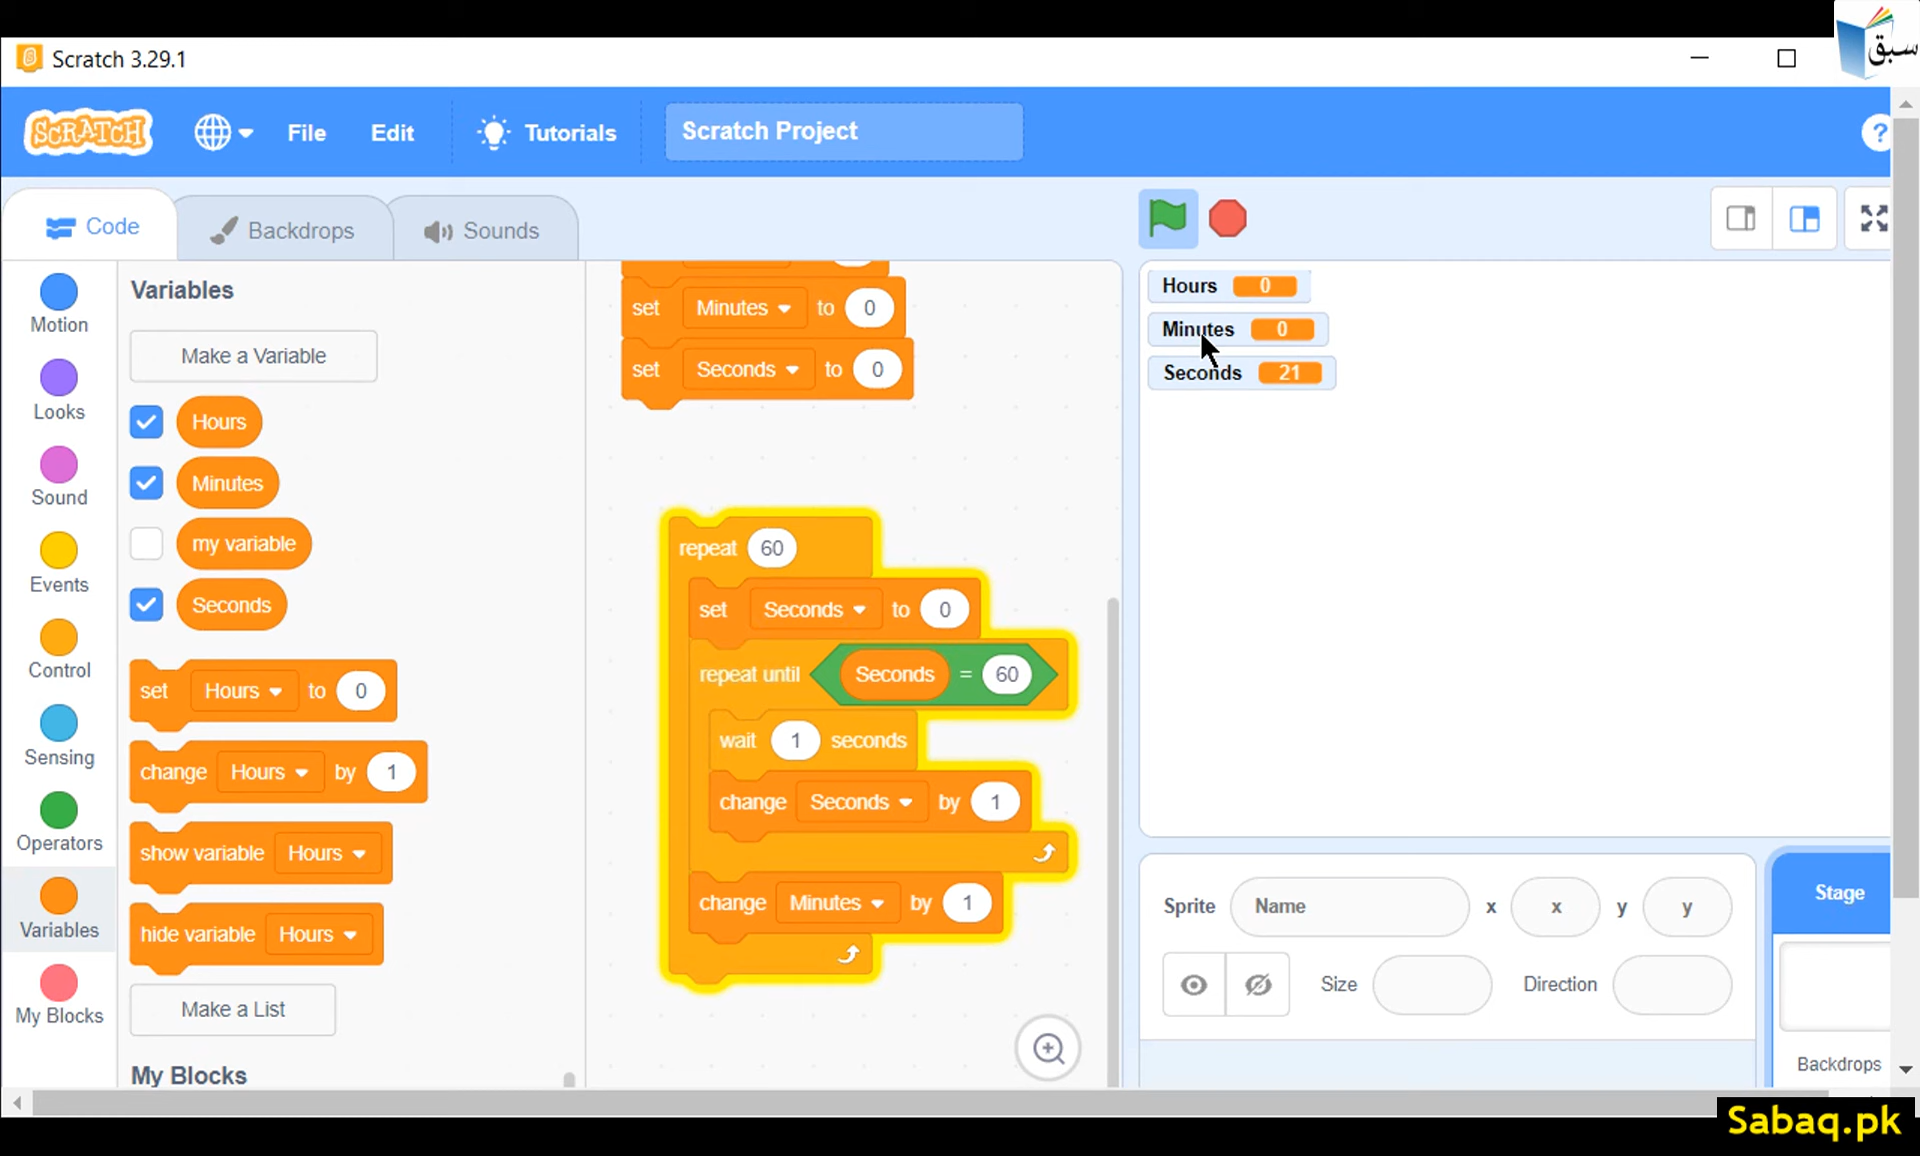 سبق
Scratch 3.29.1
SCRATCH
File
Edit
Tutorials
Scratch Project
?
Code
Backdrops
Sounds
Motion
Looks
Sound
Events
Control
Sensing
Operators
Variables
My Blocks
Variables
Make a Variable
Hours
Minutes
my variable
Seconds
set Hours to 0
change Hours by 1
show variable Hours
hide variable Hours
Make a List
My Blocks
set Minutes to 0
set Seconds to 0
repeat 60
set Seconds to 0
repeat until Seconds = 60
wait 1 seconds
change Seconds by 1
change Minutes by 1
Hours 0
Minutes 0
Seconds 21
Sprite Name x x y y
Size Direction
Stage
Backdrops
Sabaq.pk